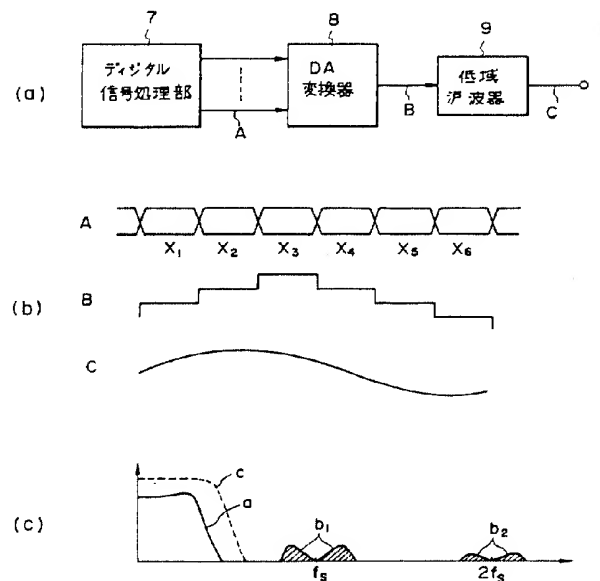 (a)
7
ディジタル
信号処理部
A
8
DA
変換器
B
9
低域
沪波器
C
(b)
A
X₁ X₂ X₃ X₄ X₅ X₆
B
C
(c)
c
a
b₁
fs
b₂
2fs